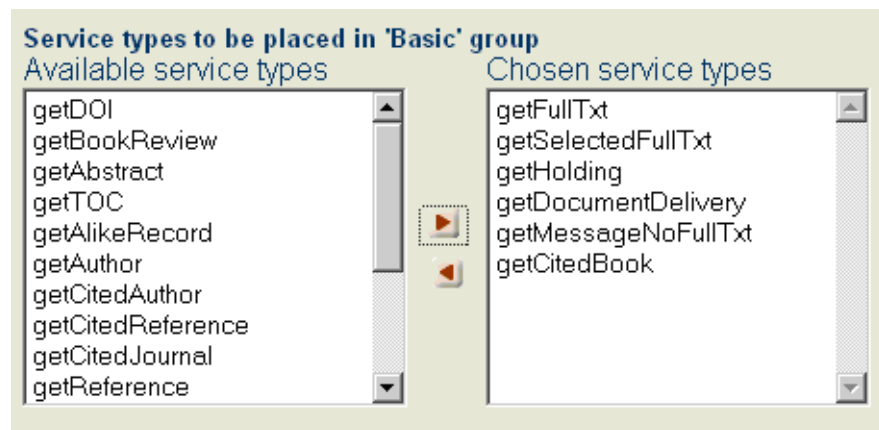 Service types to be placed in 'Basic' group
Available service types
getDOI
getBookReview
getAbstract
getTOC
getAlikeRecord
getAuthor
getCitedAuthor
getCitedReference
getCitedJournal
getReference
Chosen service types
getFullTxt
getSelectedFullTxt
getHolding
getDocumentDelivery
getMessageNoFullTxt
getCitedBook